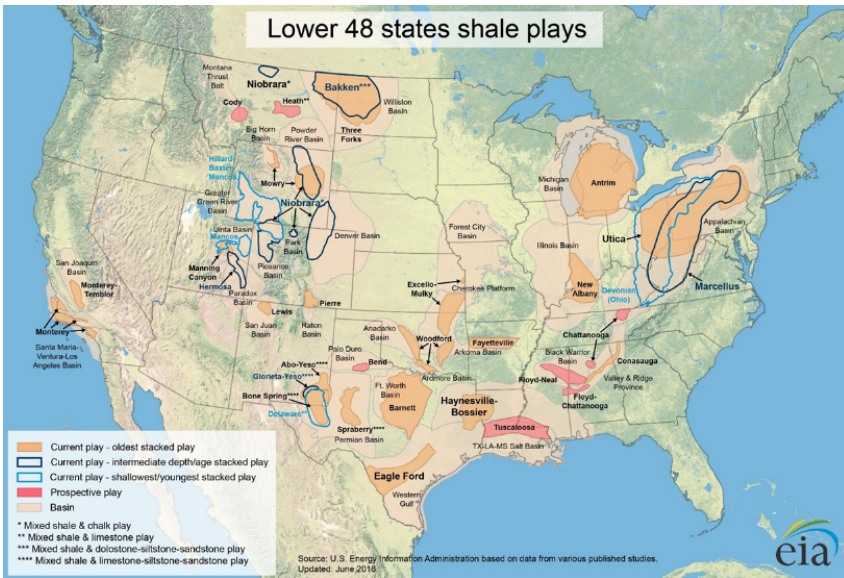 Lower 48 states shale plays
Montana
Thrust
Belt
Niobrara*
Bakken***
Williston
Basin
Cody
Heath**
Three
Forks
Big Horn
Basin
Powder
River Basin
Hilliard-
Baxter-
Mancos
Mowry
Greater
Green River
Basin
Niobrara*
Uinta Basin
Mancos
Park
Basin
Denver Basin
Manning
Canyon
Piceance
Basin
Hermosa
Paradox
Basin
San Joaquin
Basin
Monterey-
Temblor
Monterey
Santa Maria-
Ventura-Los
Angeles Basin
Lewis
San Juan
Basin
Pierre
Raton
Basin
Michigan
Basin
Antrim
Forest City
Basin
Illinois Basin
Utica
Appalachian
Basin
Marcellus
Devonian
(Ohio)
Excello-
Mulky
Cherokee Platform
New
Albany
Chattanooga
Anadarko
Basin
Woodford
Fayetteville
Arkoma Basin
Palo Duro
Basin
Bend
Ardmore Basin
Black Warrior
Basin
Conasauga
Floyd-Neal
Valley & Ridge
Province
Floyd-
Chattanooga
Abo-Yeso****
Glorieta-Yeso****
Bone Spring****
Delaware**
Ft. Worth
Basin
Barnett
Haynesville-
Bossier
Spraberry****
Permian Basin
Tuscaloosa
TX-LA-MS Salt Basin
Eagle Ford
Western
Gulf
Current play - oldest stacked play
Current play - intermediate depth/age stacked play
Current play - shallowest/youngest stacked play
Prospective play
Basin
* Mixed shale & chalk play
** Mixed shale & limestone play
*** Mixed shale & dolostone-siltstone-sandstone play
**** Mixed shale & limestone-siltstone-sandstone play
Source: U.S. Energy Information Administration based on data from various published studies.
Updated: June 2016
eia